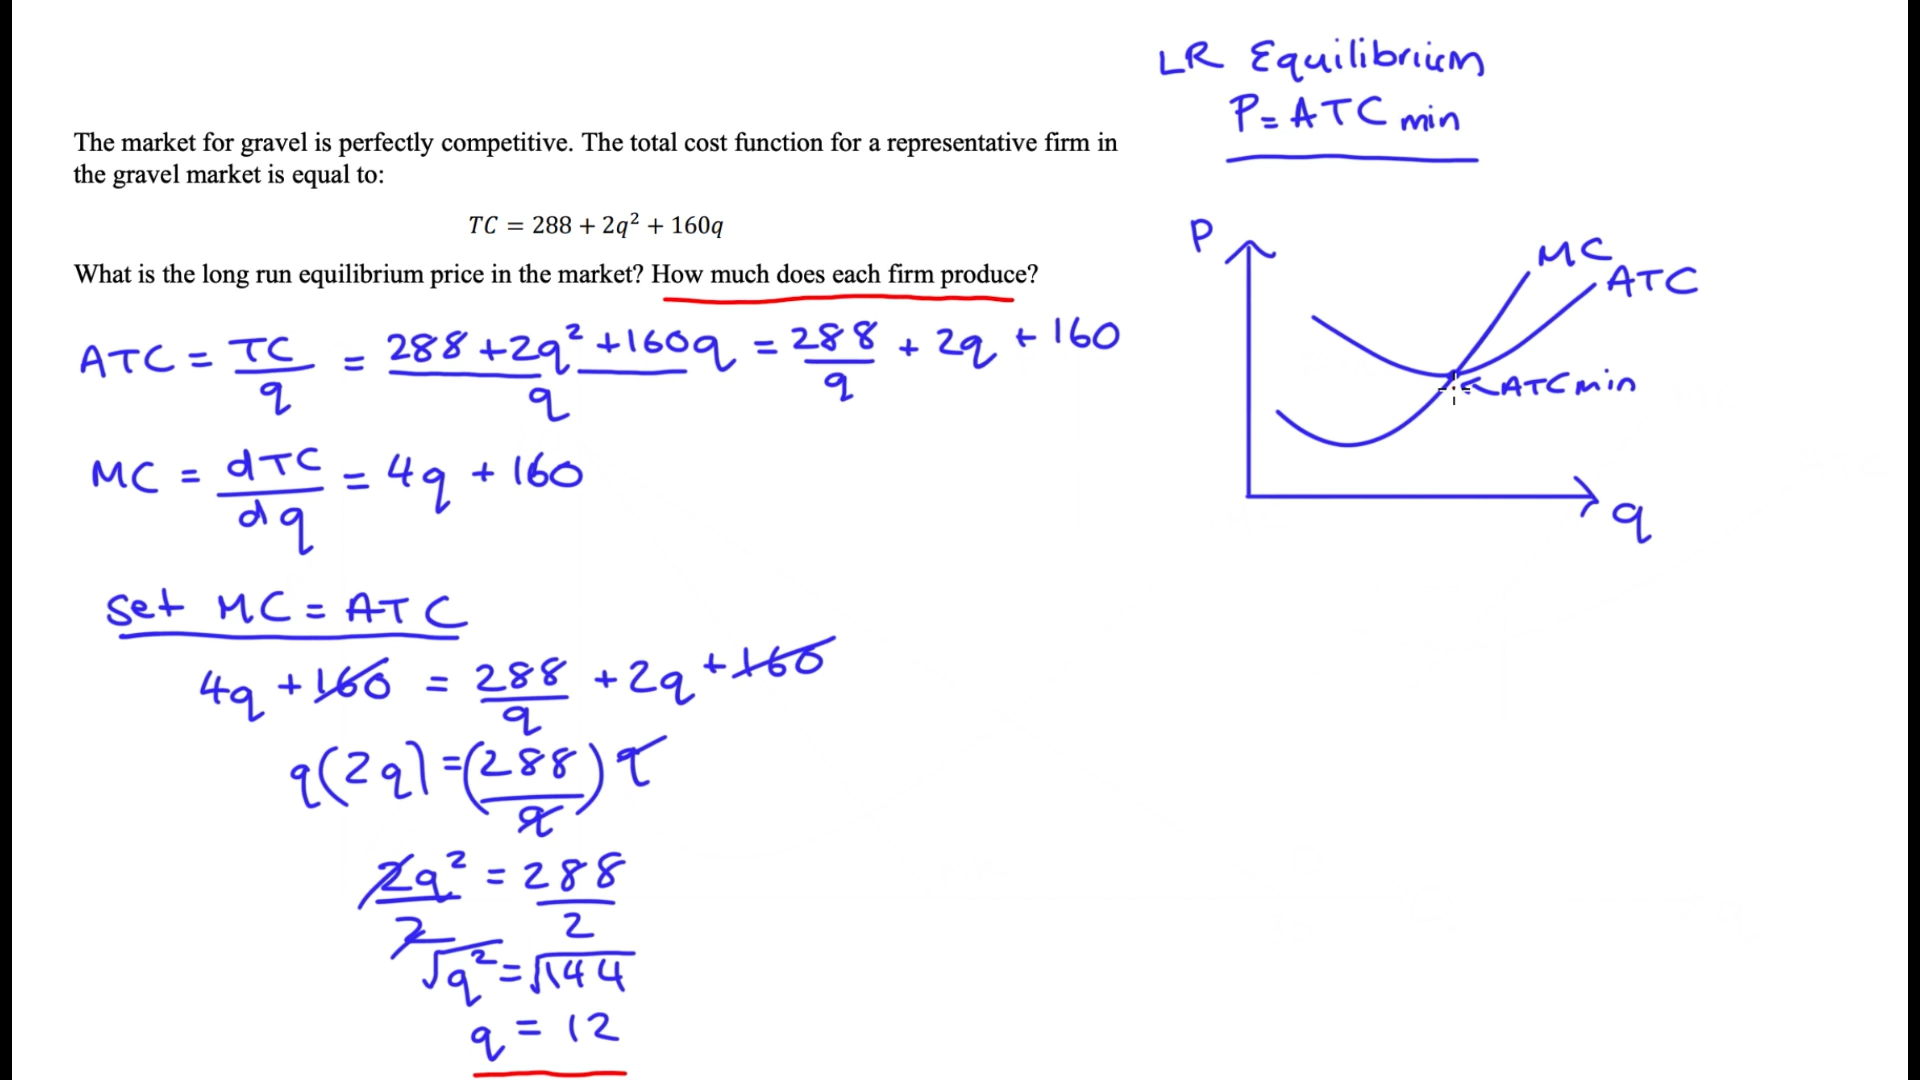 LR Equilibrium
P = ATC min
The market for gravel is perfectly competitive. The total cost function for a representative firm in
the gravel market is equal to:
TC = 288 + 2q² + 160q
What is the long run equilibrium price in the market? How much does each firm produce?
ATC = TC/q = (288 + 2q² + 160q)/q = 288/q + 2q + 160
MC = dTC/dq = 4q + 160
Set MC = ATC
4q + 160 = 288/q + 2q + 160
q(2q) = (288/q) q
2q²/2 = 288/2
√q² = √144
q = 12
P
MC
ATC
ATC min
q